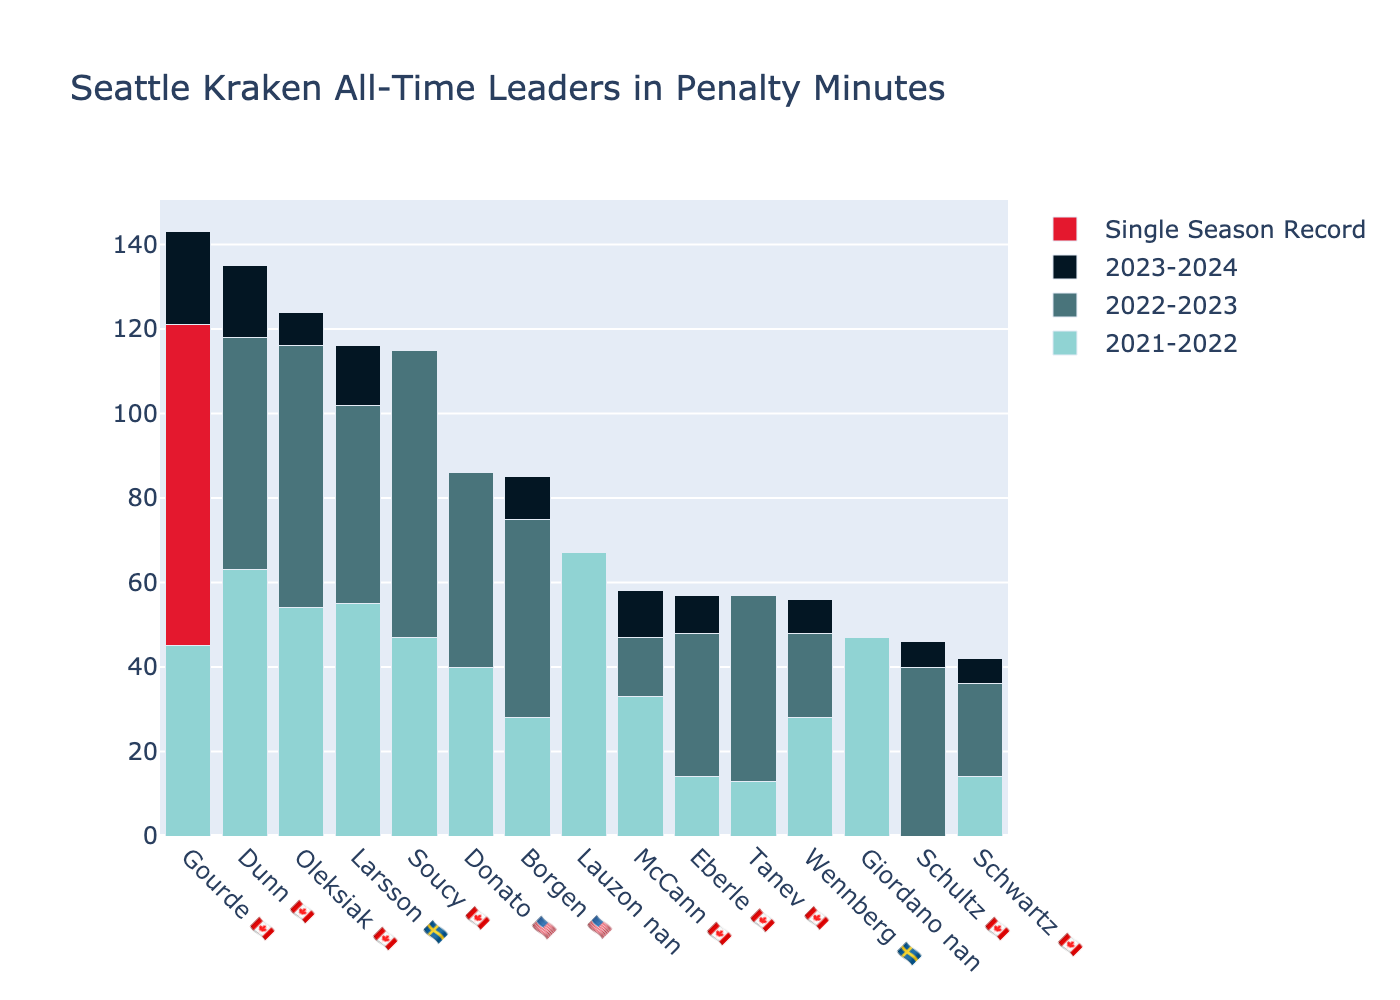 Seattle Kraken All-Time Leaders in Penalty Minutes
Single Season Record
2023-2024
2022-2023
2021-2022
140
120
100
80
60
40
20
0
Gourde 🇨🇦
Dunn 🇨🇦
Oleksiak 🇨🇦
Larsson 🇸🇪
Soucy 🇨🇦
Donato 🇺🇸
Borgen 🇺🇸
Lauzon nan
McCann 🇨🇦
Eberle 🇨🇦
Tanev 🇨🇦
Wennberg 🇸🇪
Giordano nan
Schultz 🇨🇦
Schwartz 🇨🇦